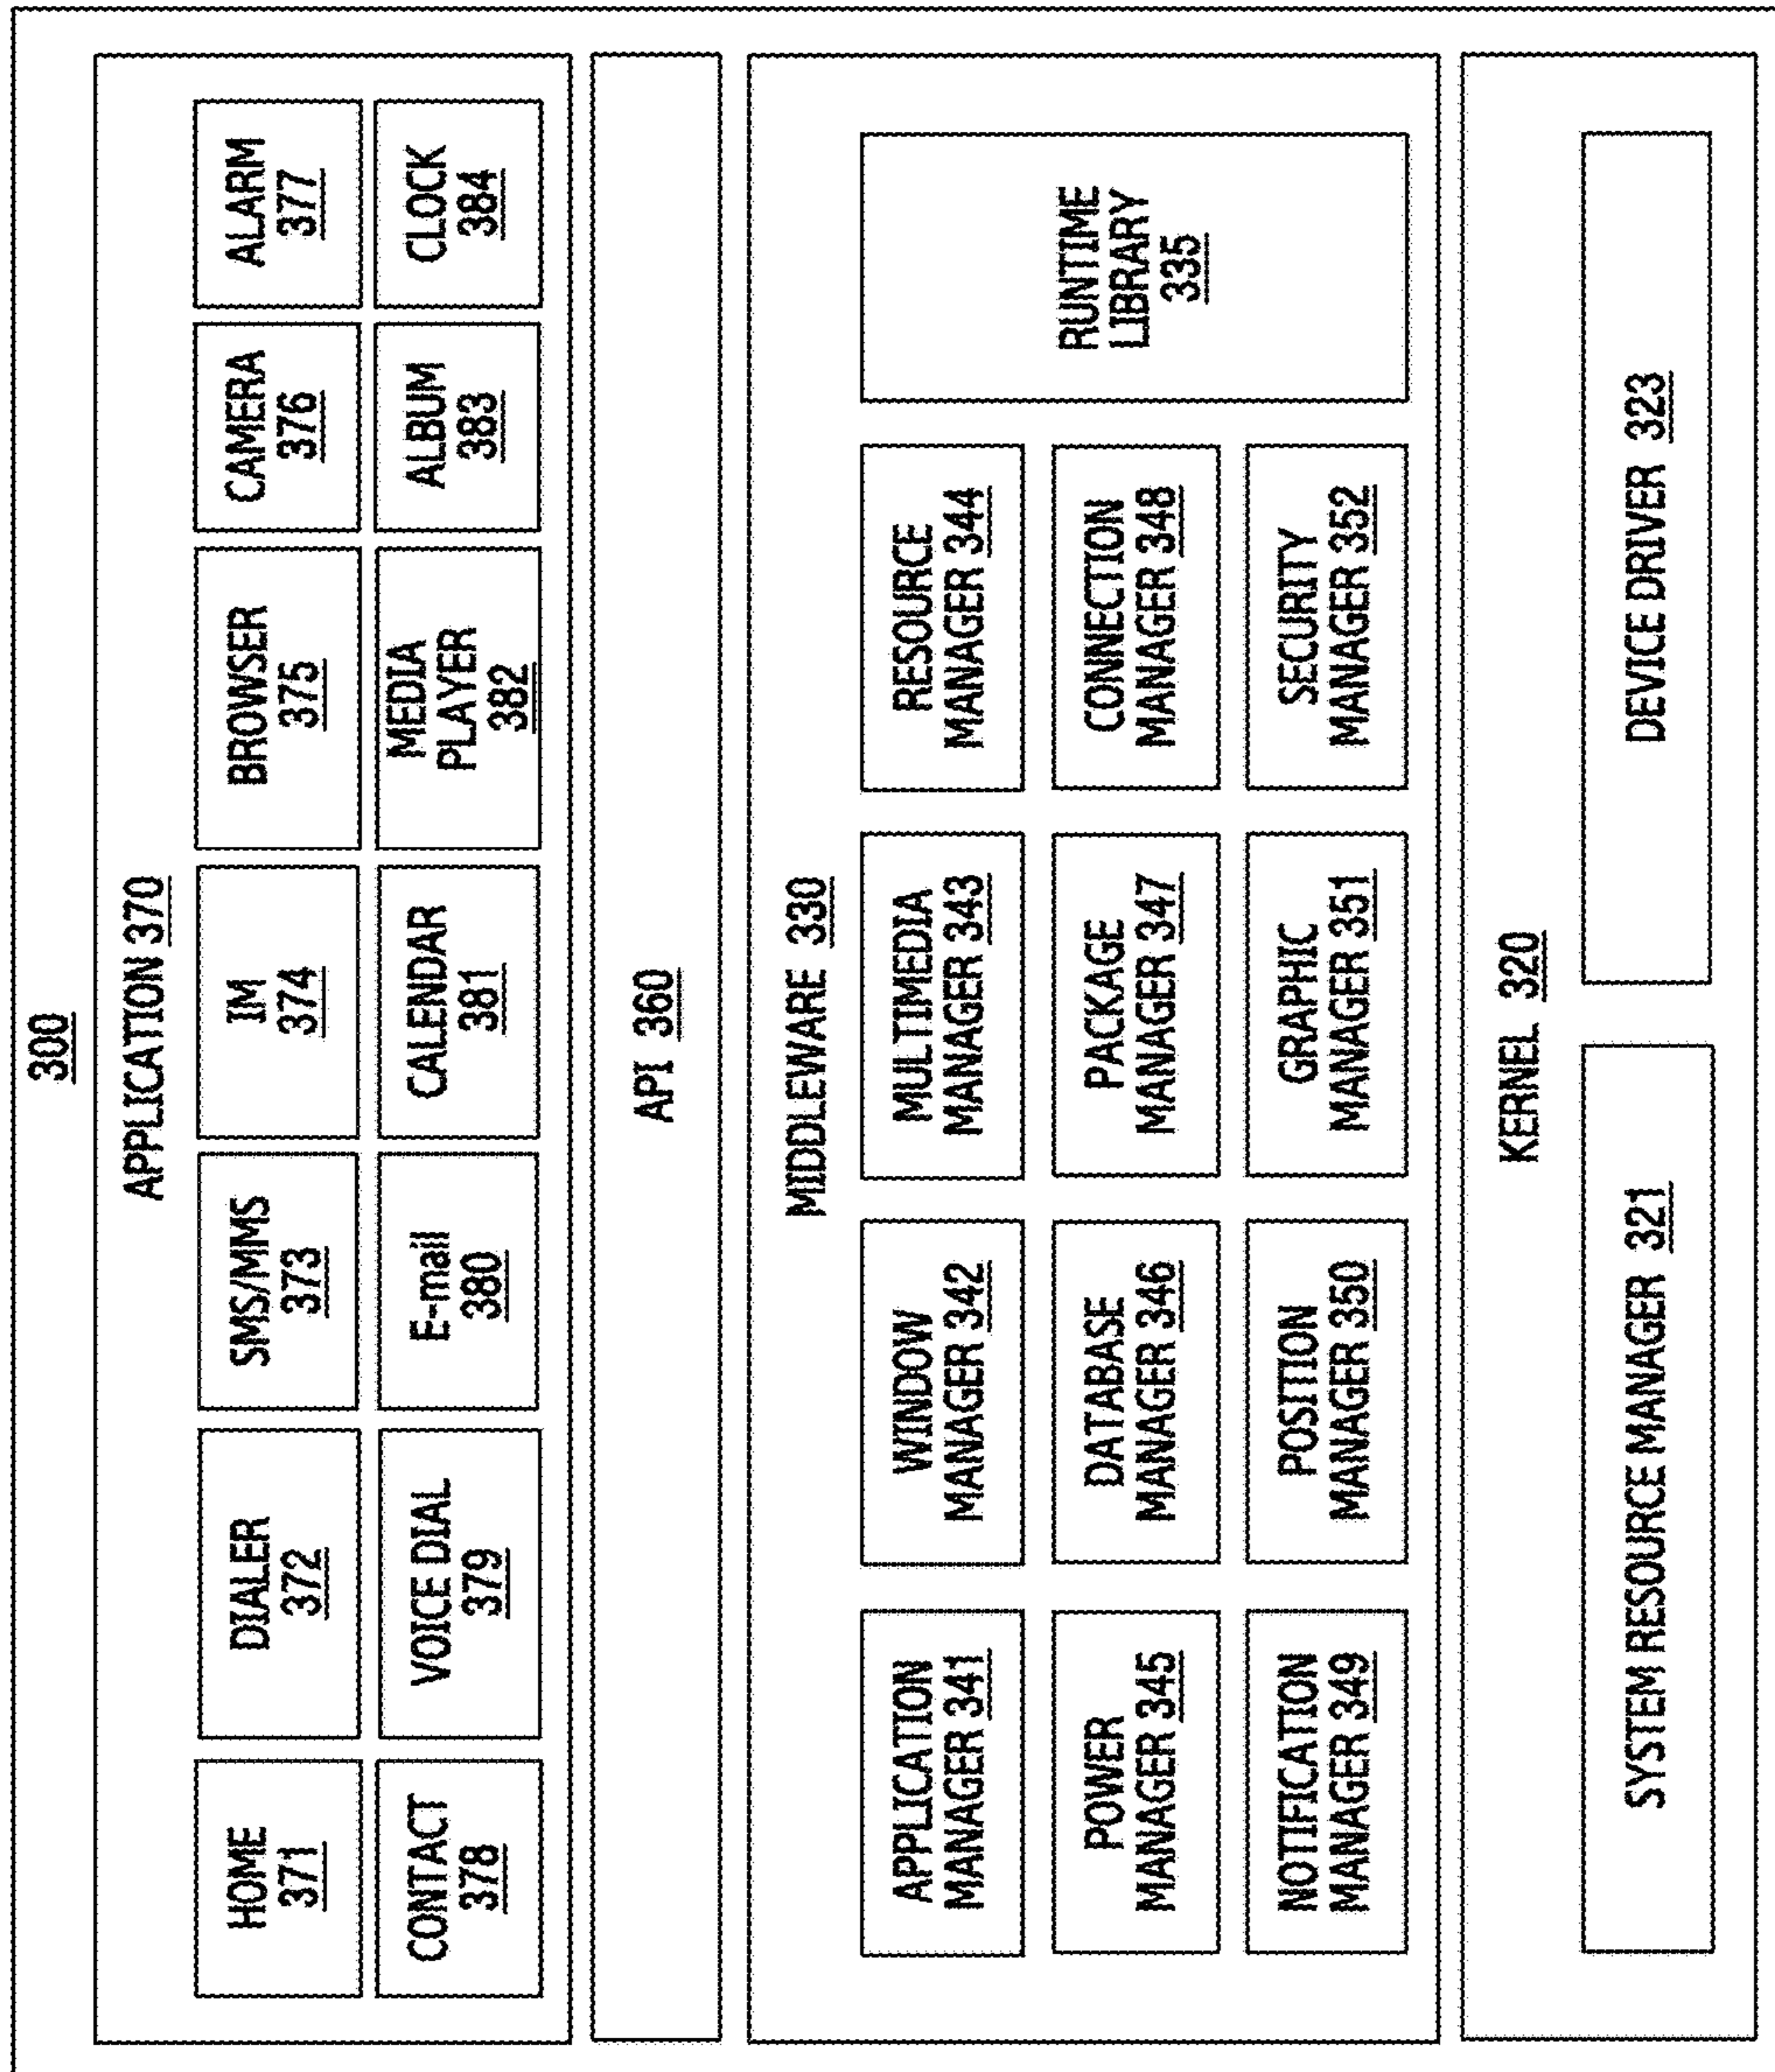 300
APPLICATION 370
HOME
371
DIALER
372
SMS/MMS
373
IM
374
BROWSER
375
CAMERA
376
ALARM
377
CONTACT
378
VOICE DIAL
379
E-mail
380
CALENDAR
381
MEDIA
PLAYER
382
ALBUM
383
CLOCK
384
API 360
MIDDLEWARE 330
APPLICATION
MANAGER 341
WINDOW
MANAGER 342
MULTIMEDIA
MANAGER 343
RESOURCE
MANAGER 344
POWER
MANAGER 345
DATABASE
MANAGER 346
PACKAGE
MANAGER 347
CONNECTION
MANAGER 348
NOTIFICATION
MANAGER 349
POSITION
MANAGER 350
GRAPHIC
MANAGER 351
SECURITY
MANAGER 352
RUNTIME
LIBRARY
335
KERNEL 320
SYSTEM RESOURCE MANAGER 321
DEVICE DRIVER 323